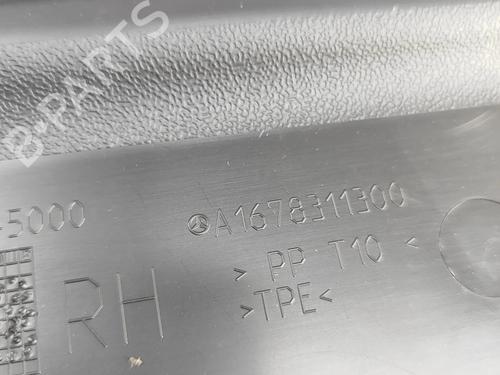 B-PARTS
-5000
A1678311300
> PP T10 <
>TPE<
RH